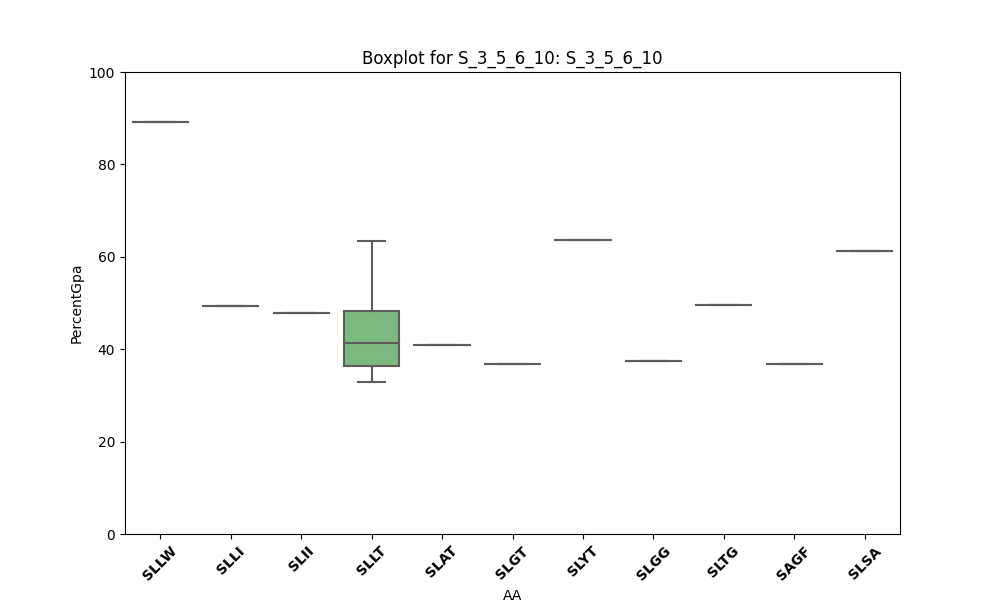 Boxplot for S_3_5_6_10: S_3_5_6_10
100
80
60
40
20
0
PercentGpa
SLLW
SLLI
SLII
SLLT
SLAT
SLGT
SLYT
SLGG
SLTG
SAGF
SLSA
AA